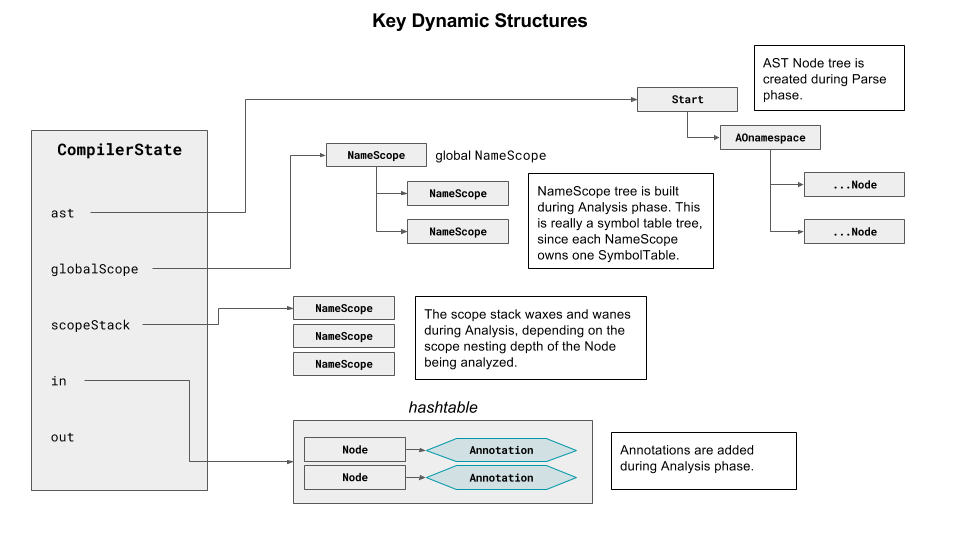 Key Dynamic Structures
AST Node tree is
created during Parse
phase.
Start
AOnamespace
...Node
...Node
CompilerState
ast
globalScope
scopeStack
in
out
NameScope
global NameScope
NameScope
NameScope
NameScope tree is built
during Analysis phase. This
is really a symbol table tree,
since each NameScope
owns one SymbolTable.
NameScope
NameScope
NameScope
The scope stack waxes and wanes
during Analysis, depending on the
scope nesting depth of the Node
being analyzed.
hashtable
Node
Annotation
Node
Annotation
Annotations are added
during Analysis phase.